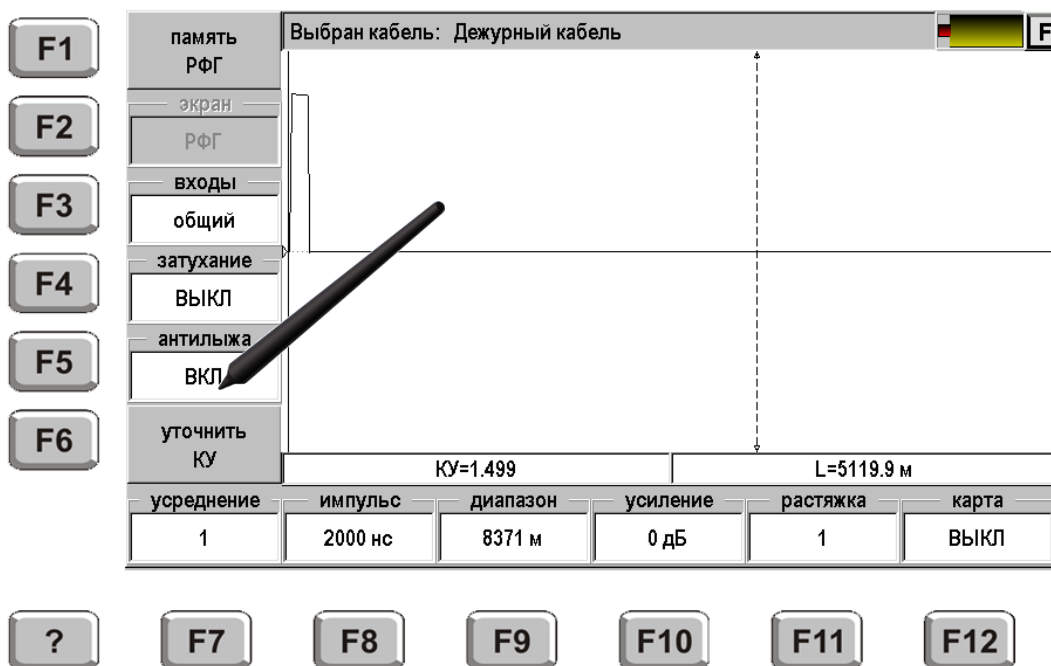 F1
F2
F3
F4
F5
F6
память
РФГ
экран
РФГ
входы
общий
затухание
ВЫКЛ
антилыжа
ВКЛ
уточнить
КУ
Выбран кабель: Дежурный кабель
F
КУ=1.499
L=5119.9 м
усреднение
1
импульс
2000 нс
диапазон
8371 м
усиление
0 дБ
растяжка
1
карта
ВЫКЛ
?
F7
F8
F9
F10
F11
F12